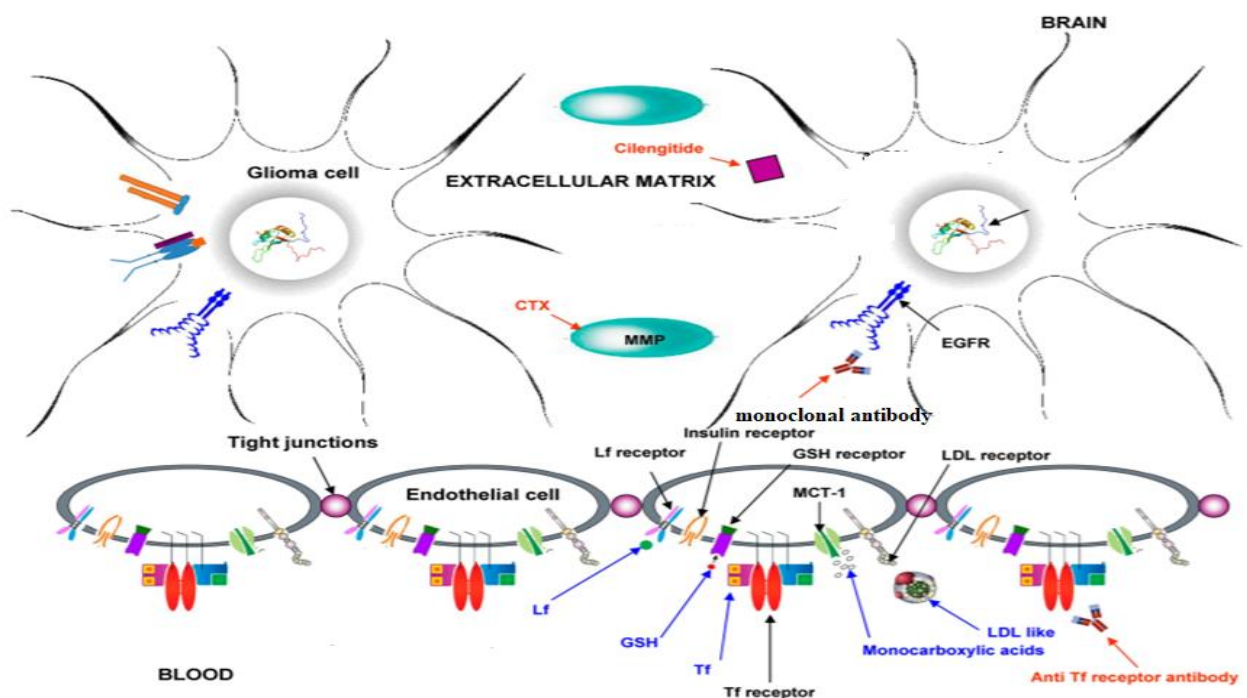 BRAIN
Cilengitide
Glioma cell
EXTRACELLULAR MATRIX
CTX
MMP
EGFR
monoclonal antibody
Insulin receptor
Tight junctions
Lf receptor
GSH receptor
LDL receptor
Endothelial cell
MCT-1
Lf
GSH
Tf
LDL like
Monocarboxylic acids
BLOOD
Tf receptor
Anti Tf receptor antibody